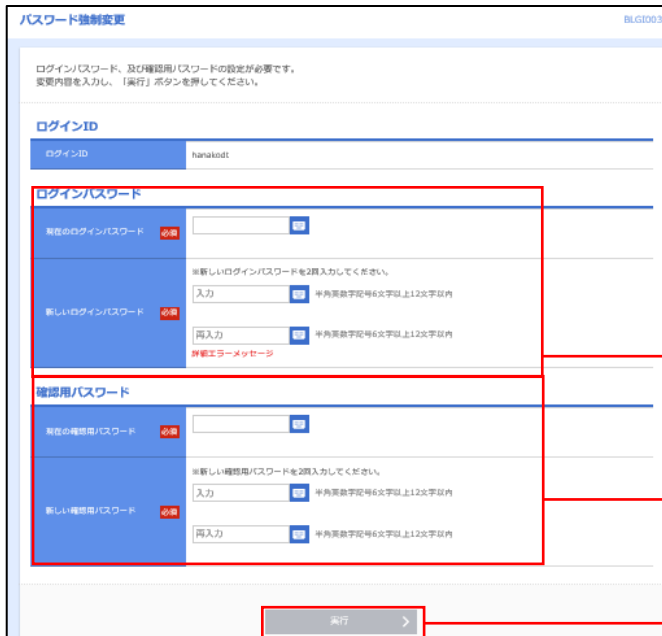 パスワード強制変更
BLGI003
ログインパスワード、及び確認用パスワードの設定が必要です。
変更内容を入力し、「実行」ボタンを押してください。
ログインID
ログインID
hanakodt
ログインパスワード
現在のログインパスワード 必須
※新しいログインパスワードを2回入力してください。
新しいログインパスワード 必須
入力 半角英数字記号6文字以上12文字以内
再入力 半角英数字記号6文字以上12文字以内
詳細エラーメッセージ
確認用パスワード
現在の確認用パスワード 必須
※新しい確認用パスワードを2回入力してください。
新しい確認用パスワード 必須
入力 半角英数字記号6文字以上12文字以内
再入力 半角英数字記号6文字以上12文字以内
実行